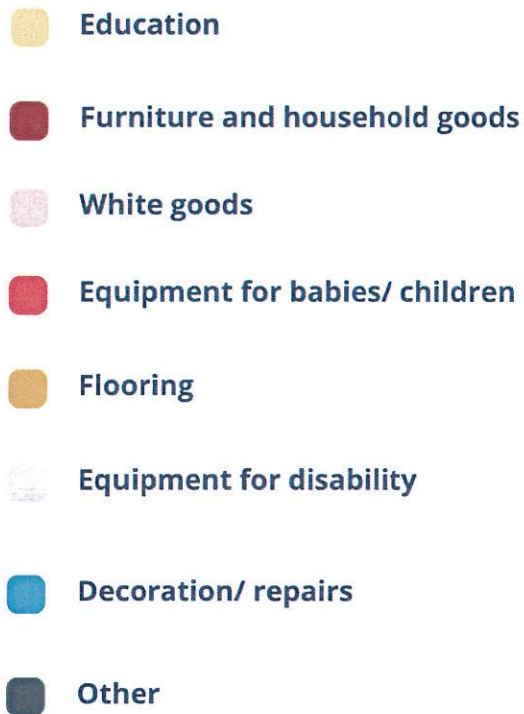 Education
Furniture and household goods
White goods
Equipment for babies/ children
Flooring
Equipment for disability
Decoration/ repairs
Other